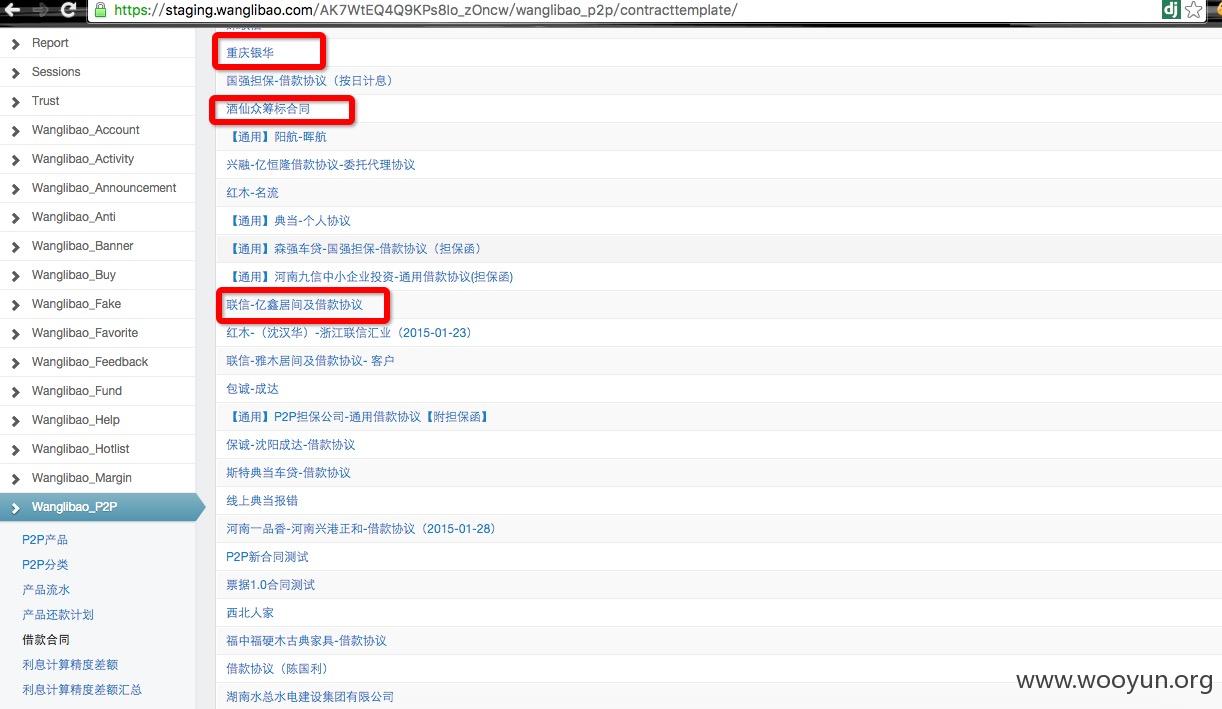 https://staging.wanglibao.com/AK7WtEQ4Q9KPs8lo_zOncw/wanglibao_p2p/contracttemplate/
dj
Report
Sessions
Trust
Wanglibao_Account
Wanglibao_Activity
Wanglibao_Announcement
Wanglibao_Anti
Wanglibao_Banner
Wanglibao_Buy
Wanglibao_Fake
Wanglibao_Favorite
Wanglibao_Feedback
Wanglibao_Fund
Wanglibao_Help
Wanglibao_Hotlist
Wanglibao_Margin
Wanglibao_P2P
P2P产品
P2P分类
产品流水
产品还款计划
借款合同
利息计算精度差额
利息计算精度差额汇总
重庆银华
国强担保-借款协议（按日计息）
酒仙众筹标合同
【通用】阳航-晖航
兴融-亿恒隆借款协议-委托代理协议
红木-名流
【通用】典当-个人协议
【通用】森强车贷-国强担保-借款协议（担保函）
【通用】河南九信中小企业投资-通用借款协议(担保函)
联信-亿鑫居间及借款协议
红木-（沈汉华）-浙江联信汇业（2015-01-23）
联信-雅木居间及借款协议- 客户
包诚-成达
【通用】P2P担保公司-通用借款协议【附担保函】
保诚-沈阳成达-借款协议
斯特典当车贷-借款协议
线上典当报错
河南一品香-河南兴港正和-借款协议（2015-01-28）
P2P新合同测试
票据1.0合同测试
西北人家
福中福硬木古典家具-借款协议
借款协议（陈国利）
湖南水总水电建设集团有限公司
www.wooyun.org